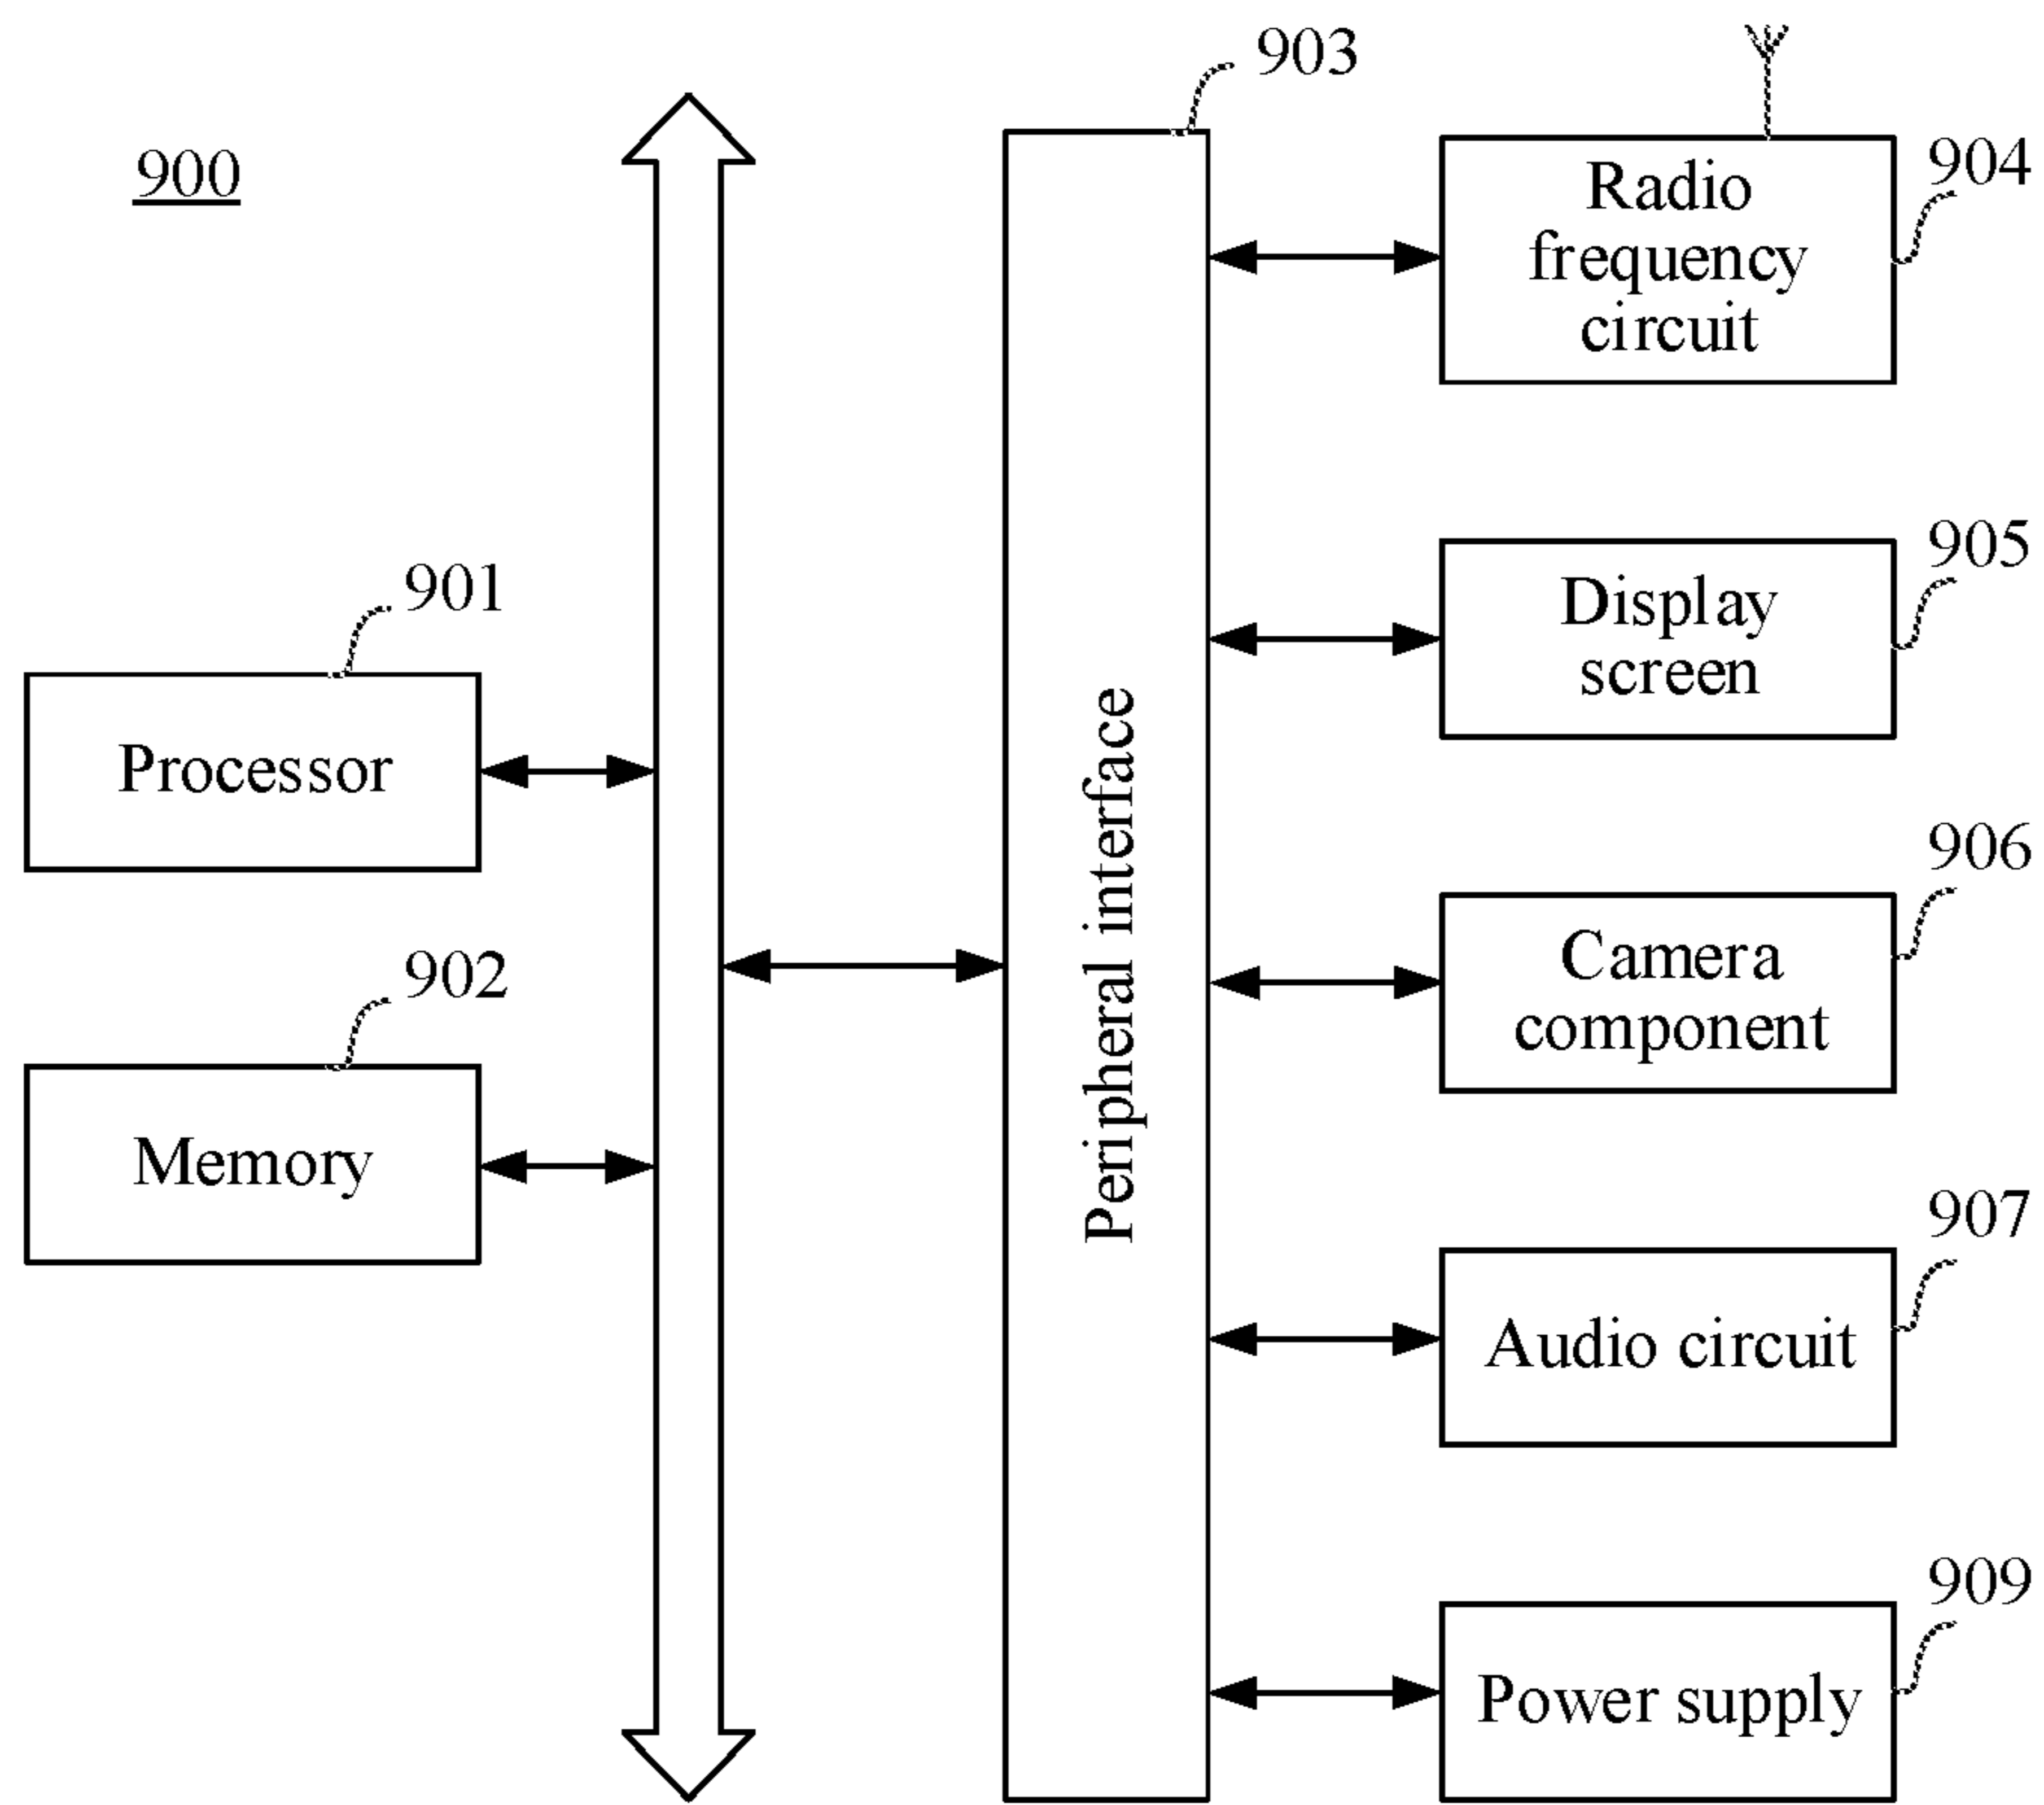 900
903
904
Radio
frequency
circuit
905
Display
screen
901
Processor
906
Camera
component
902
Memory
Peripheral interface
907
Audio circuit
909
Power supply